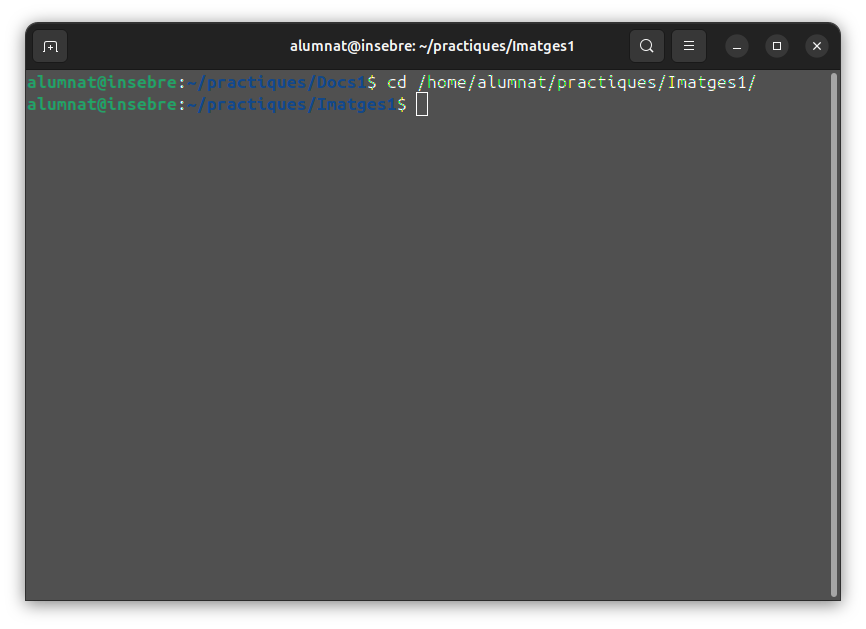 alumnat@insebre: ~/practiques/Imatges1
alumnat@insebre:~/practiques/Docs1$ cd /home/alumnat/practiques/Imatges1/
alumnat@insebre:~/practiques/Imatges1$